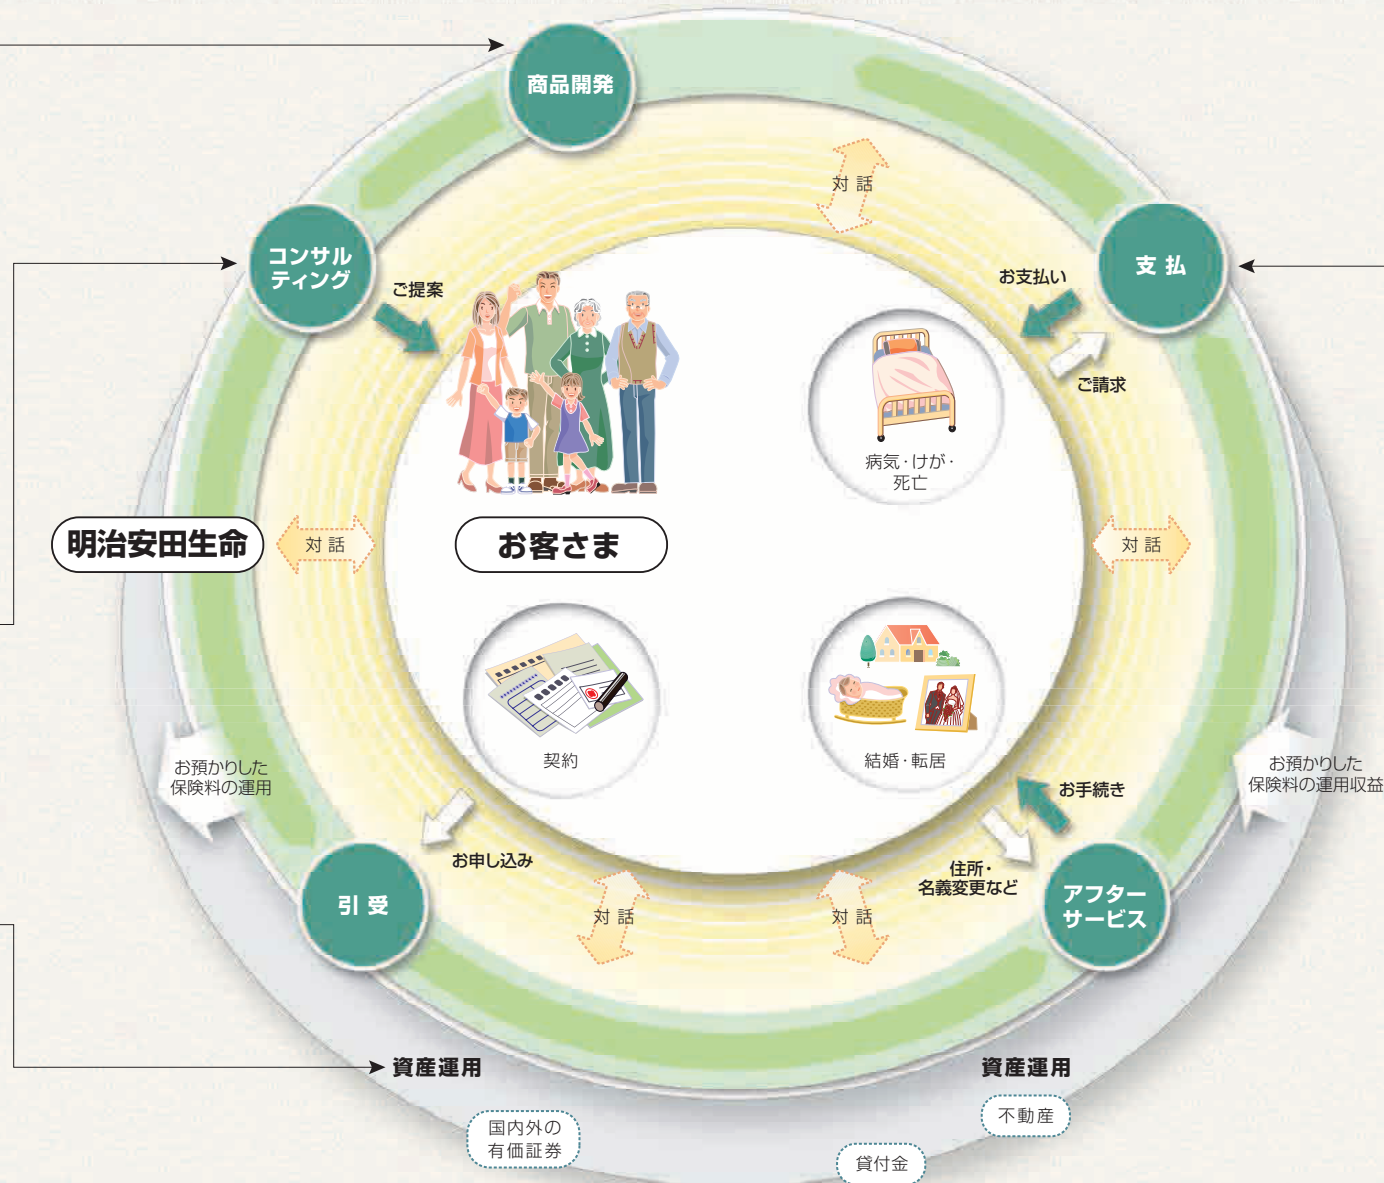 商品開発
対 話
コンサル
ティング
ご提案
お支払い
支 払
ご請求
病気・けが・
死亡
明治安田生命
対 話
お客さま
対 話
契約
結婚・転居
お預かりした
保険料の運用
お預かりした
保険料の運用収益
お手続き
お申し込み
住所・
名義変更など
引 受
対 話
対 話
アフター
サービス
資産運用
資産運用
国内外の
有価証券
不動産
貸付金